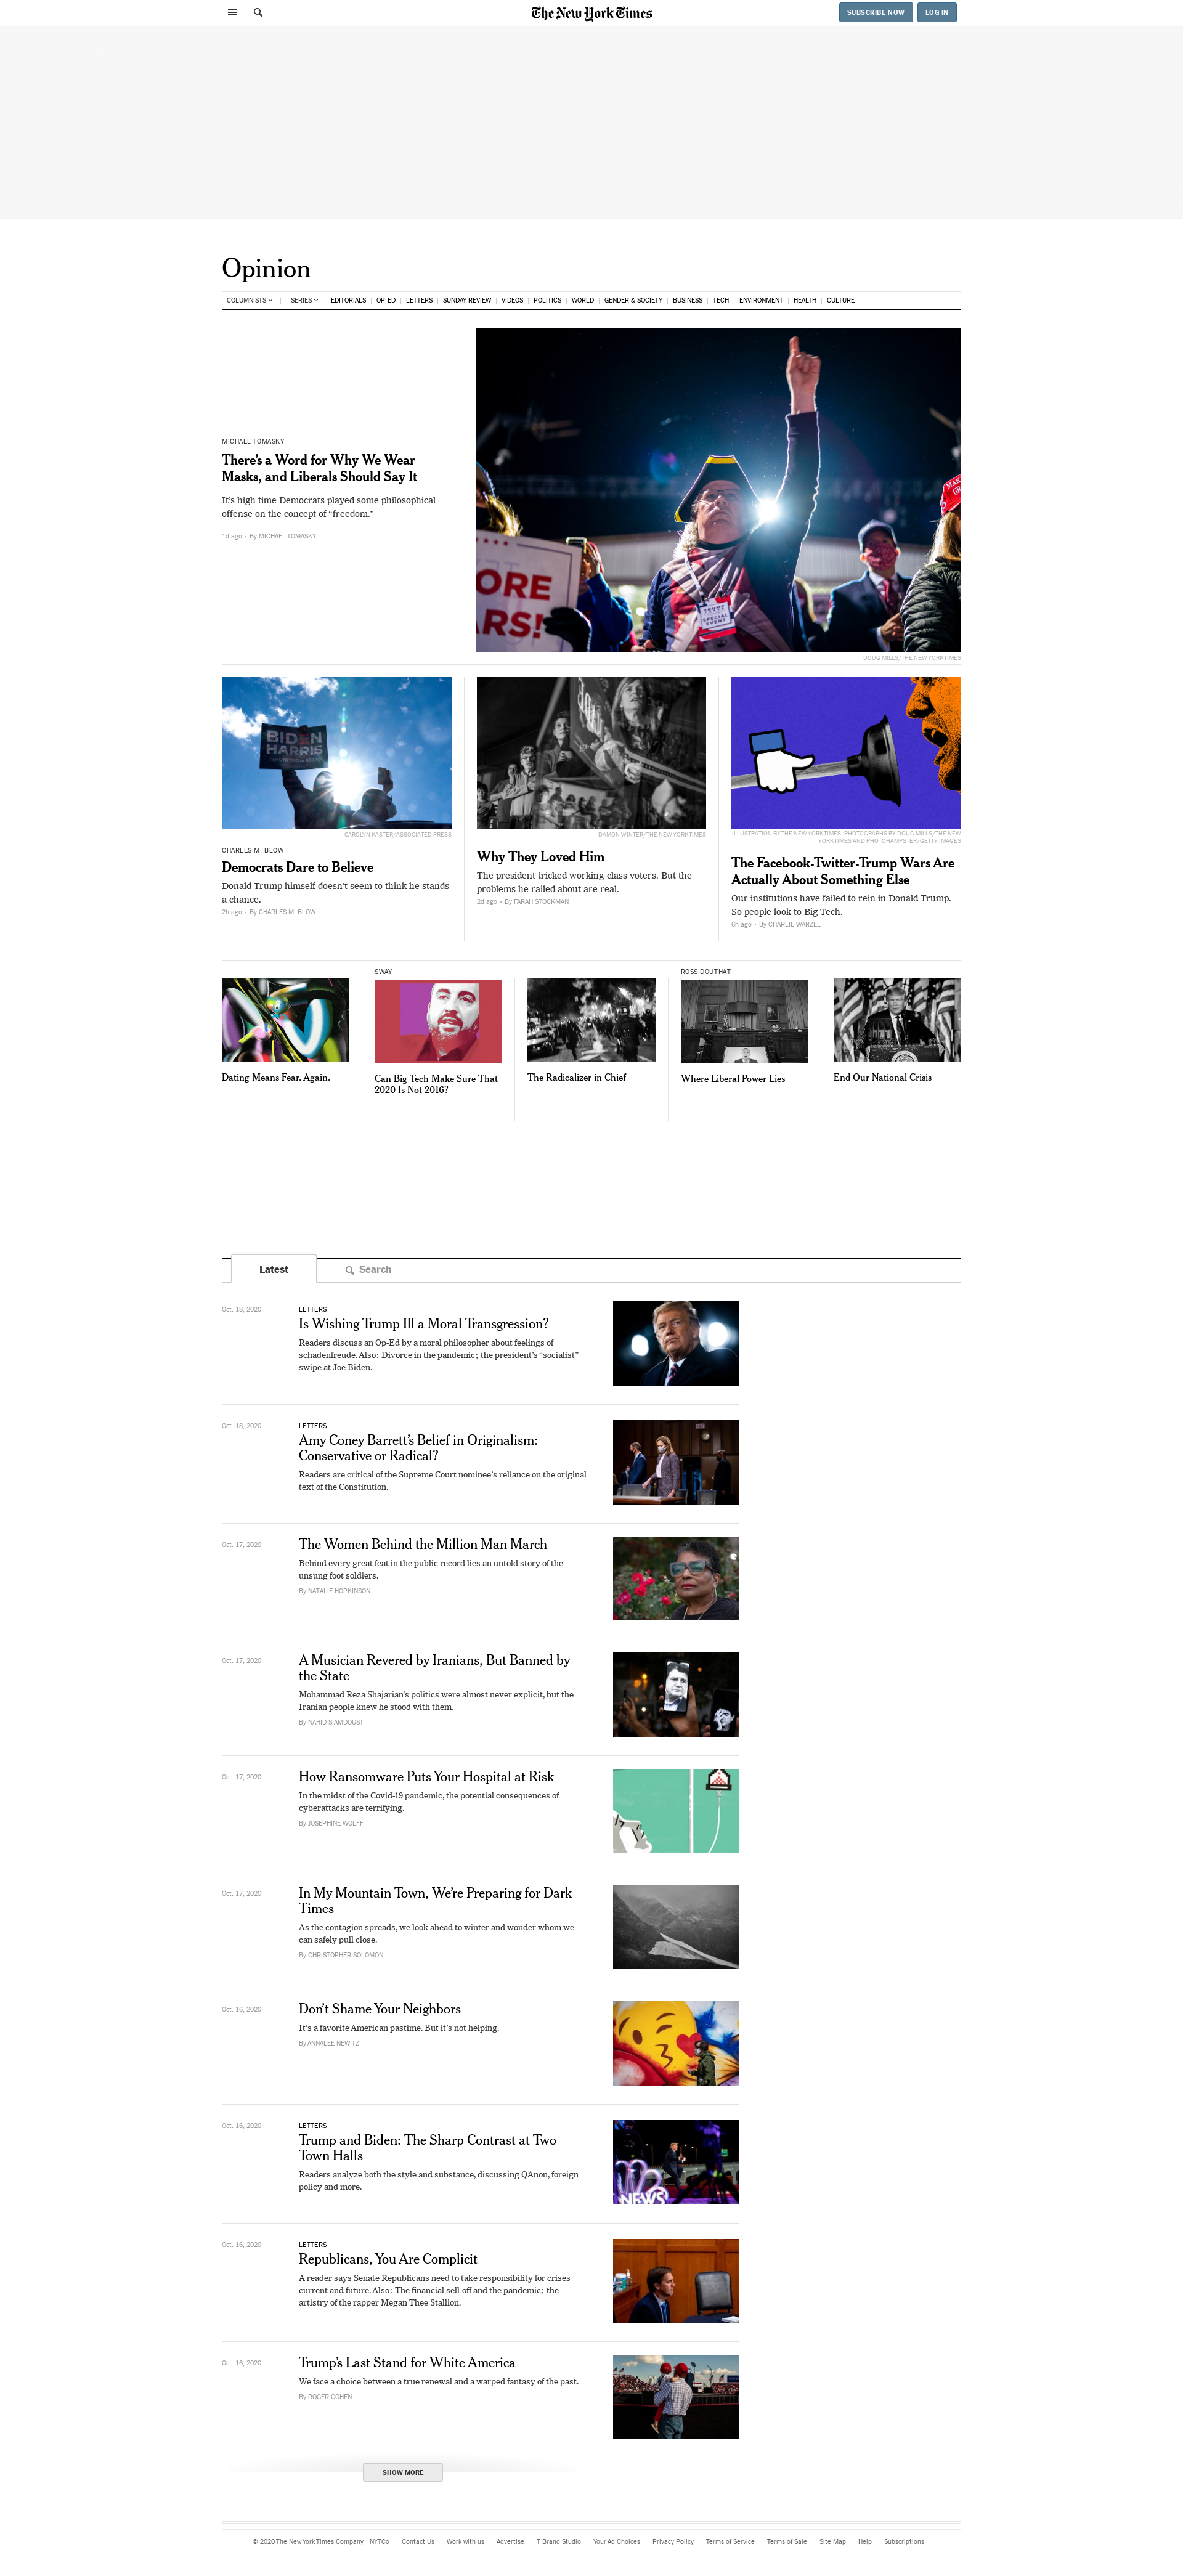 The New York Times
SUBSCRIBE NOW
LOG IN
Opinion
COLUMNISTS
SERIES
EDITORIALS
OP-ED
LETTERS
SUNDAY REVIEW
VIDEOS
POLITICS
WORLD
GENDER & SOCIETY
BUSINESS
TECH
ENVIRONMENT
HEALTH
CULTURE
MICHAEL TOMASKY
There’s a Word for Why We Wear
Masks, and Liberals Should Say It
It’s high time Democrats played some philosophical
offense on the concept of “freedom.”
1d ago • By MICHAEL TOMASKY
ORE
ARS!
SPECIAL
EVENT
DOUG MILLS/THE NEW YORK TIMES
BIDEN
HARRIS
CAROLYN KASTER/ASSOCIATED PRESS
CHARLES M. BLOW
Democrats Dare to Believe
Donald Trump himself doesn’t seem to think he stands
a chance.
2h ago • By CHARLES M. BLOW
DAMON WINTER/THE NEW YORK TIMES
Why They Loved Him
The president tricked working-class voters. But the
problems he railed about are real.
2d ago • By FARAH STOCKMAN
ILLUSTRATION BY THE NEW YORK TIMES; PHOTOGRAPHS BY DOUG MILLS/THE NEW
YORK TIMES AND PHOTOHAMPSTER/GETTY IMAGES
The Facebook-Twitter-Trump Wars Are
Actually About Something Else
Our institutions have failed to rein in Donald Trump.
So people look to Big Tech.
6h ago • By CHARLIE WARZEL
Dating Means Fear. Again.
SWAY
Can Big Tech Make Sure That
2020 Is Not 2016?
The Radicalizer in Chief
ROSS DOUTHAT
Where Liberal Power Lies
End Our National Crisis
Latest
Search
Oct. 18, 2020
LETTERS
Is Wishing Trump Ill a Moral Transgression?
Readers discuss an Op-Ed by a moral philosopher about feelings of
schadenfreude. Also: Divorce in the pandemic; the president’s “socialist”
swipe at Joe Biden.
Oct. 18, 2020
LETTERS
Amy Coney Barrett’s Belief in Originalism:
Conservative or Radical?
Readers are critical of the Supreme Court nominee’s reliance on the original
text of the Constitution.
Oct. 17, 2020
The Women Behind the Million Man March
Behind every great feat in the public record lies an untold story of the
unsung foot soldiers.
By NATALIE HOPKINSON
Oct. 17, 2020
A Musician Revered by Iranians, But Banned by
the State
Mohammad Reza Shajarian’s politics were almost never explicit, but the
Iranian people knew he stood with them.
By NAHID SIAMDOUST
Oct. 17, 2020
How Ransomware Puts Your Hospital at Risk
In the midst of the Covid-19 pandemic, the potential consequences of
cyberattacks are terrifying.
By JOSEPHINE WOLFF
Oct. 17, 2020
In My Mountain Town, We’re Preparing for Dark
Times
As the contagion spreads, we look ahead to winter and wonder whom we
can safely pull close.
By CHRISTOPHER SOLOMON
Oct. 16, 2020
Don’t Shame Your Neighbors
It’s a favorite American pastime. But it’s not helping.
By ANNALEE NEWITZ
Oct. 16, 2020
LETTERS
Trump and Biden: The Sharp Contrast at Two
Town Halls
Readers analyze both the style and substance, discussing QAnon, foreign
policy and more.
NEWS
Oct. 16, 2020
LETTERS
Republicans, You Are Complicit
A reader says Senate Republicans need to take responsibility for crises
current and future. Also: The financial sell-off and the pandemic; the
artistry of the rapper Megan Thee Stallion.
Oct. 16, 2020
Trump’s Last Stand for White America
We face a choice between a true renewal and a warped fantasy of the past.
By ROGER COHEN
SHOW MORE
© 2020 The New York Times Company
NYTCo
Contact Us
Work with us
Advertise
T Brand Studio
Your Ad Choices
Privacy Policy
Terms of Service
Terms of Sale
Site Map
Help
Subscriptions